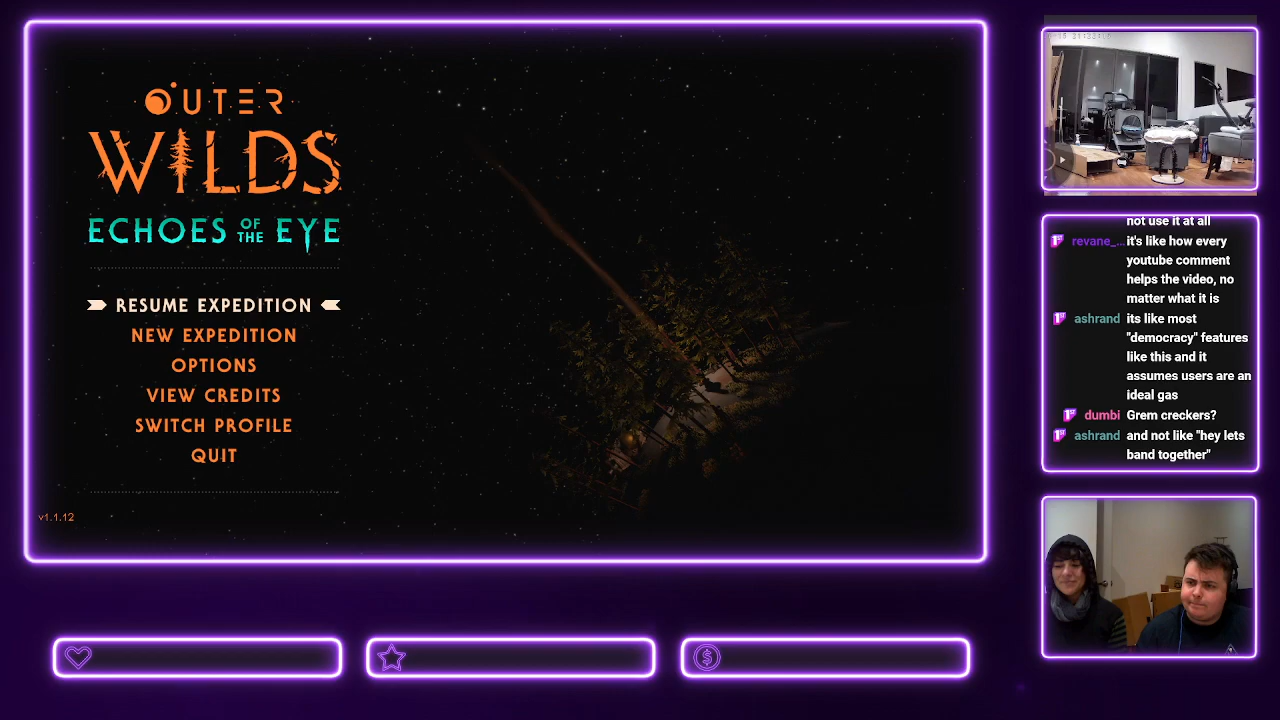 OUTER
WILDS
ECHOES OF THE EYE
RESUME EXPEDITION
NEW EXPEDITION
OPTIONS
VIEW CREDITS
SWITCH PROFILE
QUIT
v1.1.12
not use it at all
revane_... it's like how every
youtube comment
helps the video, no
matter what it is
ashrand its like most
"democracy" features
like this and it
assumes users are an
ideal gas
dumbi Grem creckers?
ashrand and not like "hey lets
band together"